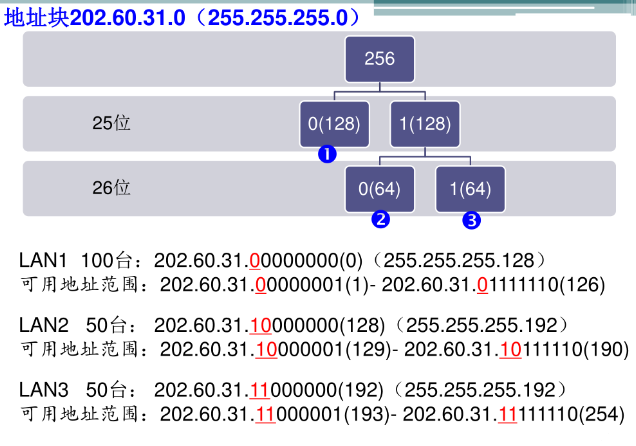 地址块202.60.31.0（255.255.255.0）
256
25位
0(128)
1(128)
❶
26位
0(64)
1(64)
❷
❸
LAN1 100台：202.60.31.00000000(0)（255.255.255.128）
可用地址范围：202.60.31.00000001(1)- 202.60.31.01111110(126)
LAN2 50台： 202.60.31.10000000(128)（255.255.255.192）
可用地址范围：202.60.31.10000001(129)- 202.60.31.10111110(190)
LAN3 50台： 202.60.31.11000000(192)（255.255.255.192）
可用地址范围：202.60.31.11000001(193)- 202.60.31.11111110(254)